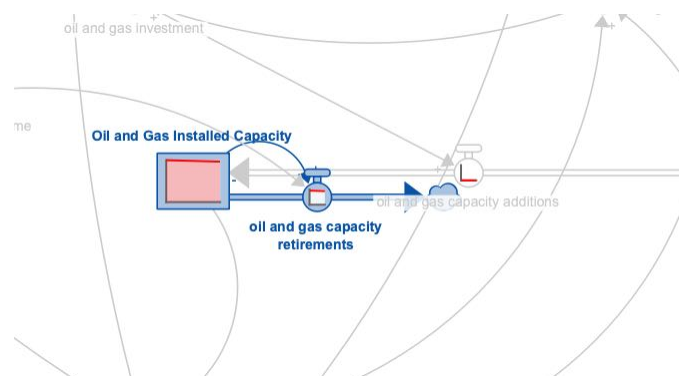 oil and gas investment
me
Oil and Gas Installed Capacity
oil and gas capacity additions
oil and gas capacity
retirements